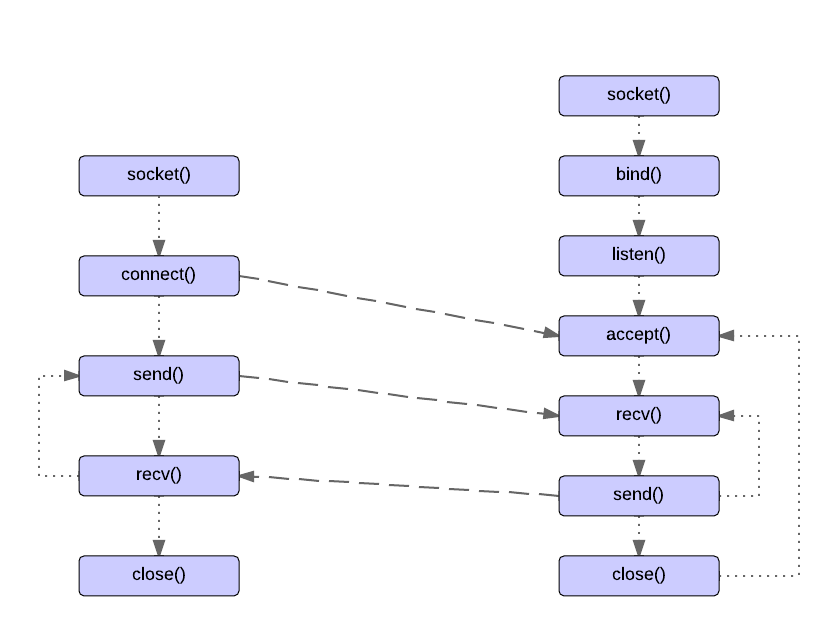 socket()
connect()
send()
recv()
close()
socket()
bind()
listen()
accept()
recv()
send()
close()